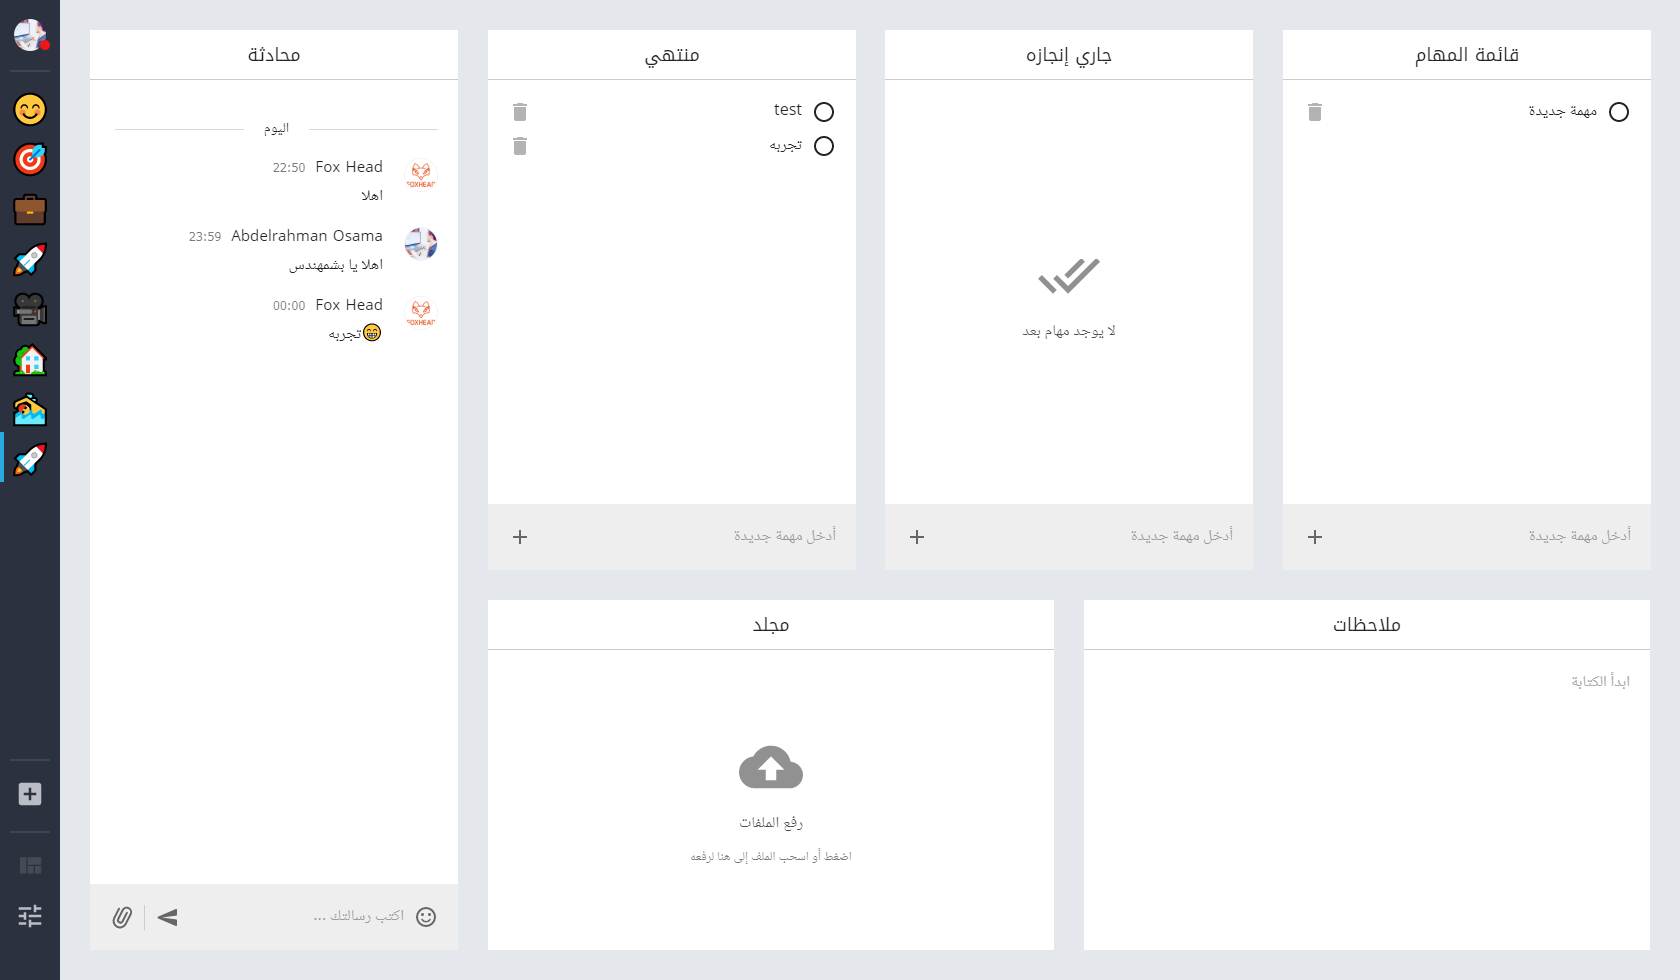 قائمة المهام
مهمة جديدة
أدخل مهمة جديدة
جاري إنجازه
لا يوجد مهام بعد
أدخل مهمة جديدة
منتهي
test
تجربه
أدخل مهمة جديدة
محادثة
اليوم
Fox Head 22:50
FOXHEAD
اهلا
Abdelrahman Osama 23:59
اهلا يا بشمهندس
Fox Head 00:00
FOXHEAD
😁تجربه
اكتب رسالتك ...
ملاحظات
ابدأ الكتابة
مجلد
رفع الملفات
اضغط أو اسحب الملف إلى هنا لرفعه